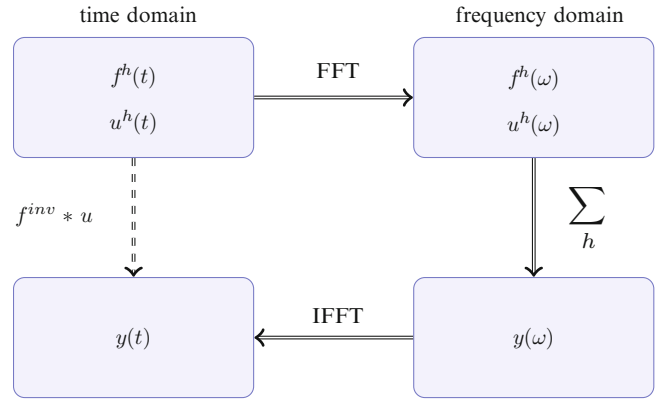 time domain
frequency domain
f^h(t)
u^h(t)
FFT
f^h(ω)
u^h(ω)
f^{inv} * u
∑
h
y(t)
IFFT
y(ω)